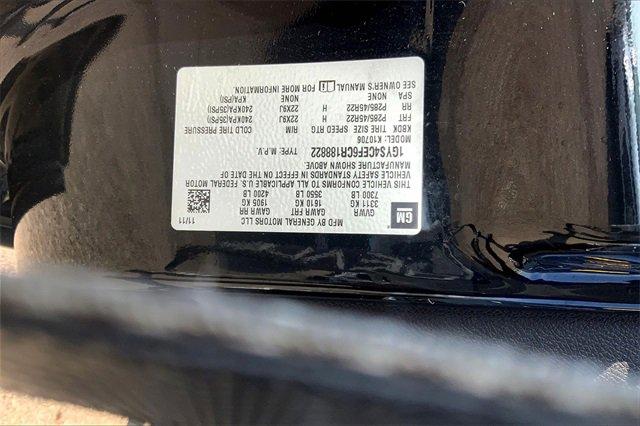 MFD BY GENERAL MOTORS LLC 11/11
GM
GVWR GAWR FRT GAWR RR
3311 KG 1610 KG 1905 KG
7300 LB 3550 LB 4200 LB
THIS VEHICLE CONFORMS TO ALL APPLICABLE U.S. FEDERAL MOTOR
VEHICLE SAFETY STANDARDS IN EFFECT ON THE DATE OF
MANUFACTURE SHOWN ABOVE.
1GYS4CEF6CR188822 TYPE: M.P.V.
MODEL: K10706
KBDK TIRE SIZE SPEED RTG RIM COLD TIRE PRESSURE
FRT P285/45R22 H 22X9J 240KPA(35PSI)
RR P285/45R22 H 22X9J 240KPA(35PSI)
SPA NONE NONE KPA(PSI)
SEE OWNER'S MANUAL FOR MORE INFORMATION.